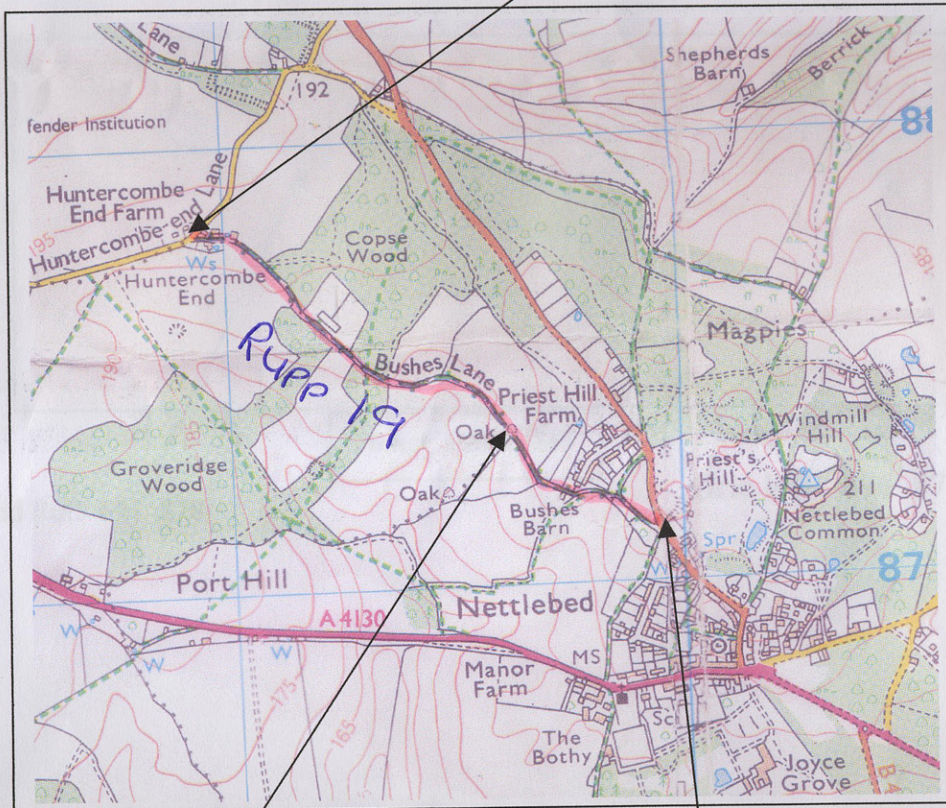 Lane
192
Shepherds
Barn
Berrick
fender Institution
Huntercombe
End Farm
Huntercombe-end Lane
195
Ws
Huntercombe
End
Copse
Wood
190
RUPP 19
Bushes Lane
Magpies
185
Priest Hill
Farm
Oak
Windmill
Hill
185
Groveridge
Wood
Oak
Priest's
Hill
211
Nettlebed
Common
Bushes
Barn
Spr
W
87
Port Hill
Nettlebed
A 4130
W
W
W
MS
Manor
Farm
175
165
Sc
The
Bothy
Joyce
Grove
B4